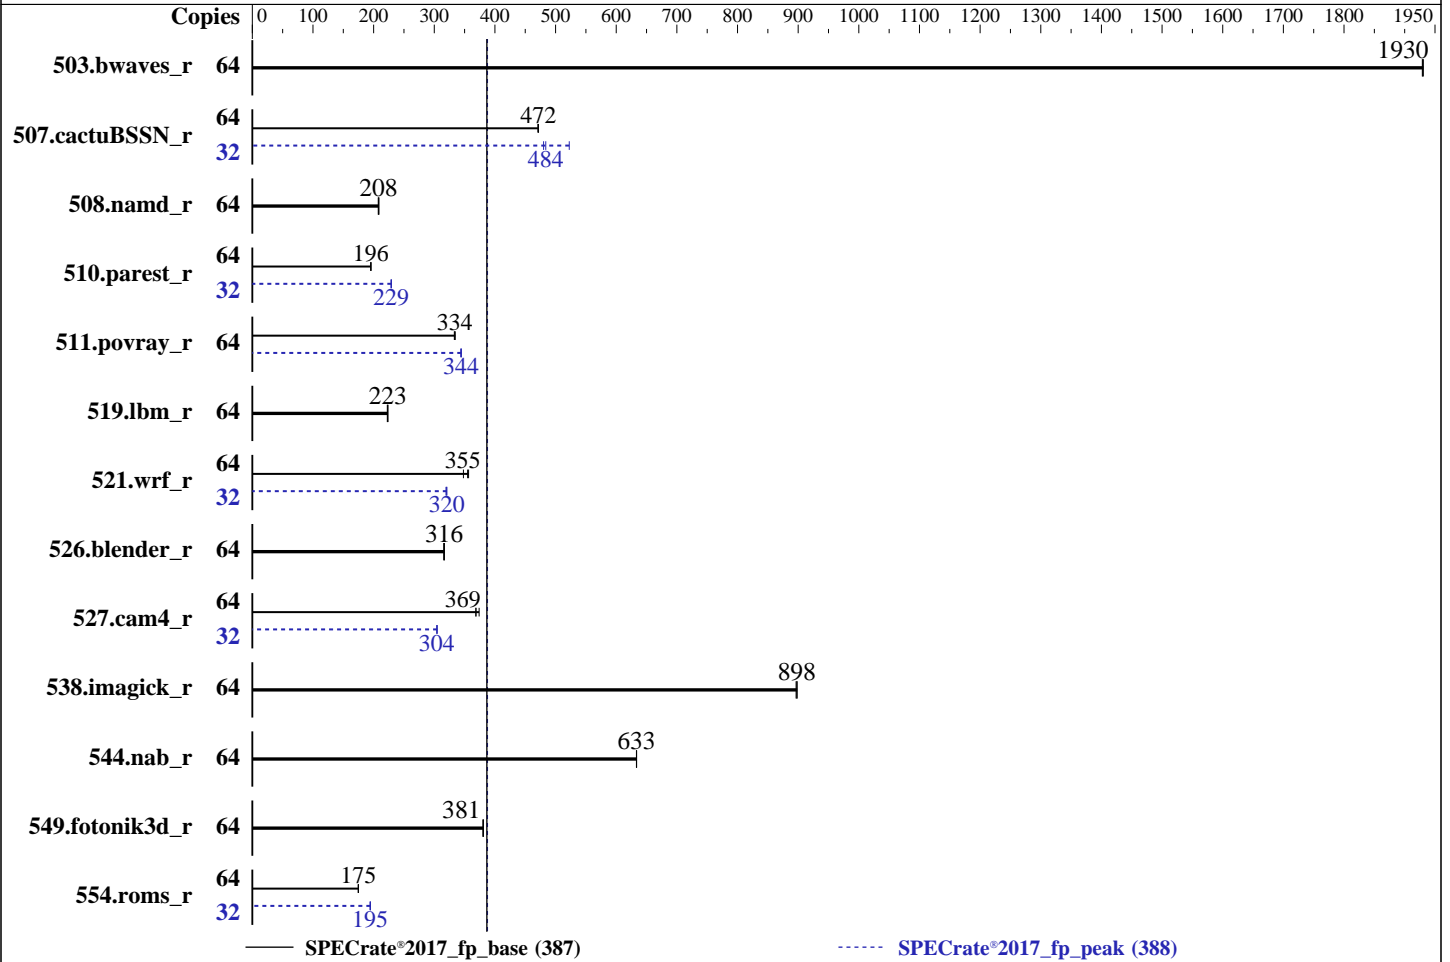 Copies 0 100 200 300 400 500 600 700 800 900 1000 1100 1200 1300 1400 1500 1600 1700 1800 1950
503.bwaves_r 64 1930
507.cactuBSSN_r 64 472
32 484
508.namd_r 64 208
510.parest_r 64 196
32 229
511.povray_r 64 334
344
519.lbm_r 64 223
521.wrf_r 64 355
32 320
526.blender_r 64 316
527.cam4_r 64 369
32 304
538.imagick_r 64 898
544.nab_r 64 633
549.fotonik3d_r 64 381
554.roms_r 64 175
32 195
SPECrate®2017_fp_base (387) SPECrate®2017_fp_peak (388)